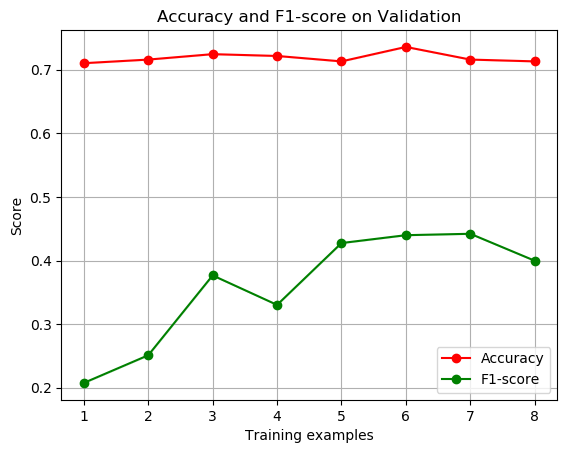 Accuracy and F1-score on Validation
0.7
0.6
0.5
0.4
0.3
0.2
Score
1 2 3 4 5 6 7 8
Training examples
Accuracy
F1-score